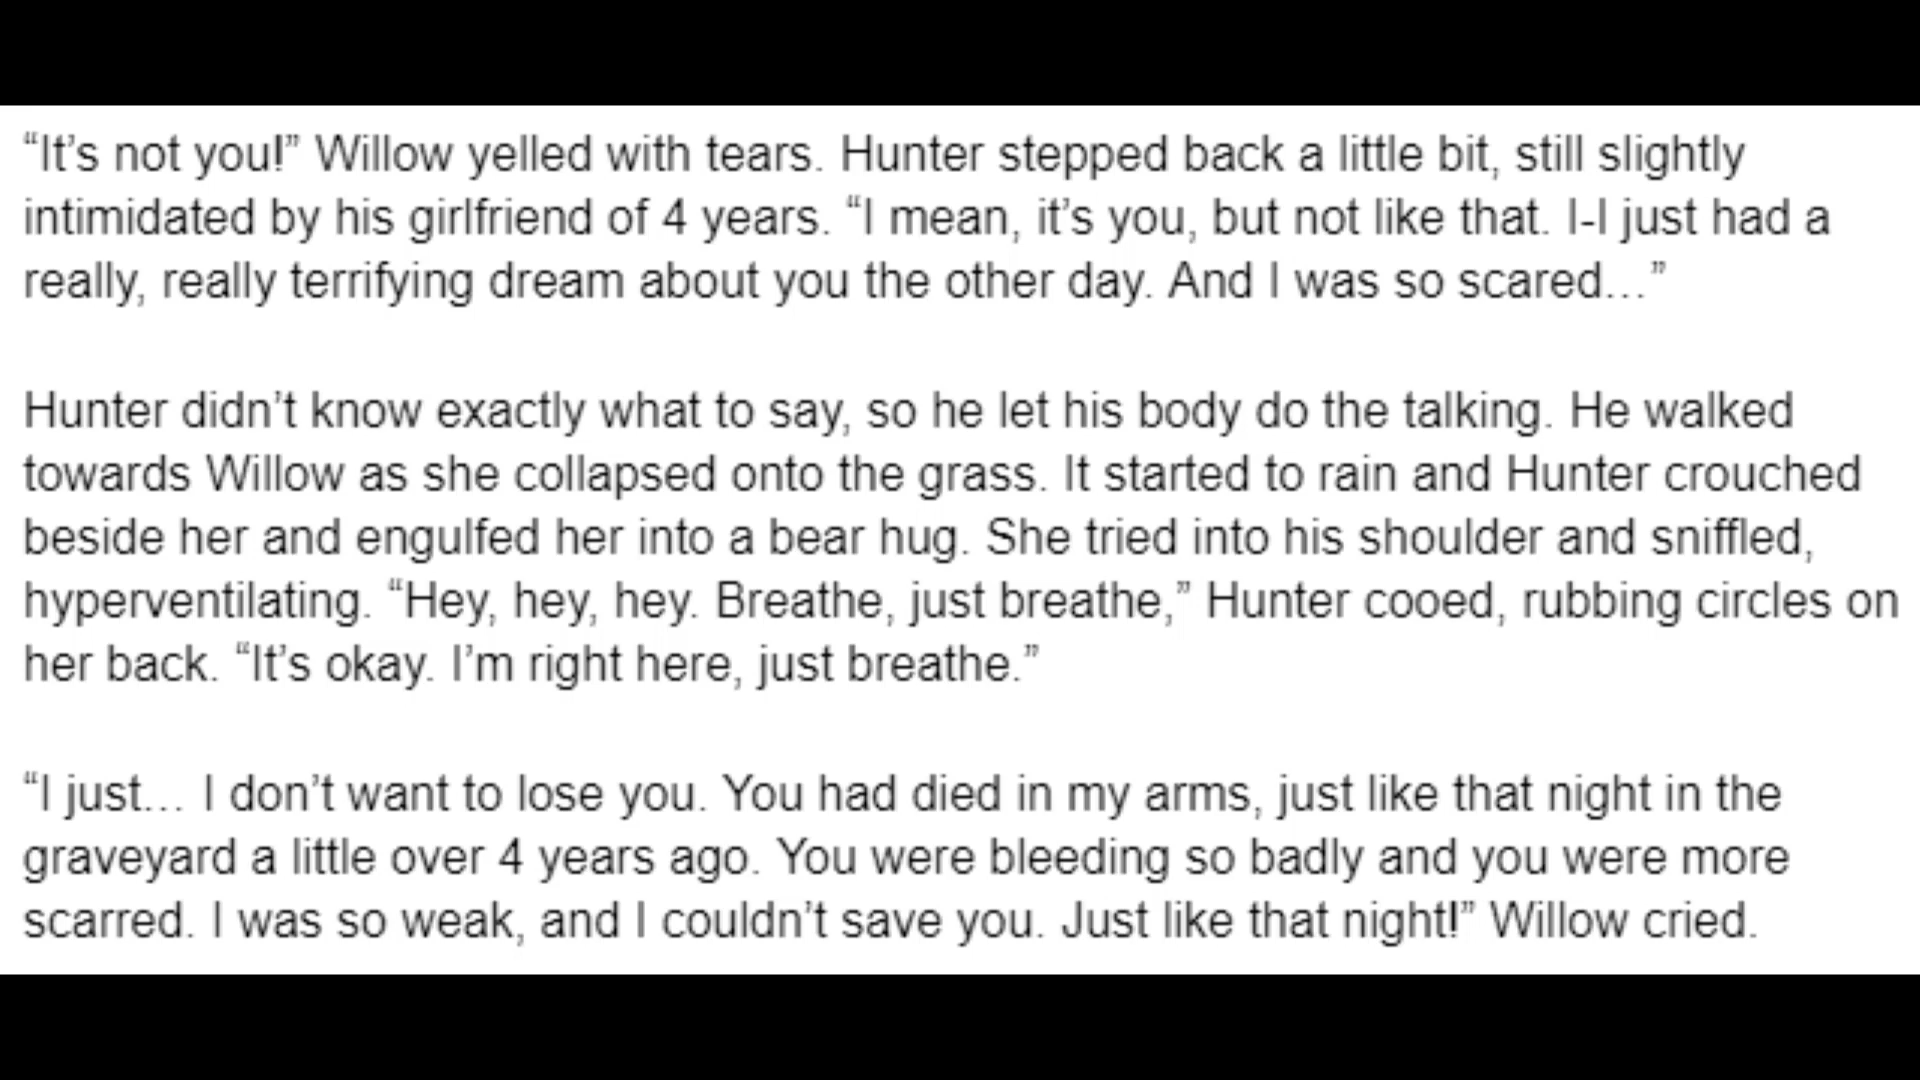 “It’s not you!” Willow yelled with tears. Hunter stepped back a little bit, still slightly
intimidated by his girlfriend of 4 years. “I mean, it’s you, but not like that. I-I just had a
really, really terrifying dream about you the other day. And I was so scared…”
Hunter didn’t know exactly what to say, so he let his body do the talking. He walked
towards Willow as she collapsed onto the grass. It started to rain and Hunter crouched
beside her and engulfed her into a bear hug. She tried into his shoulder and sniffled,
hyperventilating. “Hey, hey, hey. Breathe, just breathe,” Hunter cooed, rubbing circles on
her back. “It’s okay. I’m right here, just breathe.”
“I just… I don’t want to lose you. You had died in my arms, just like that night in the
graveyard a little over 4 years ago. You were bleeding so badly and you were more
scarred. I was so weak, and I couldn’t save you. Just like that night!” Willow cried.